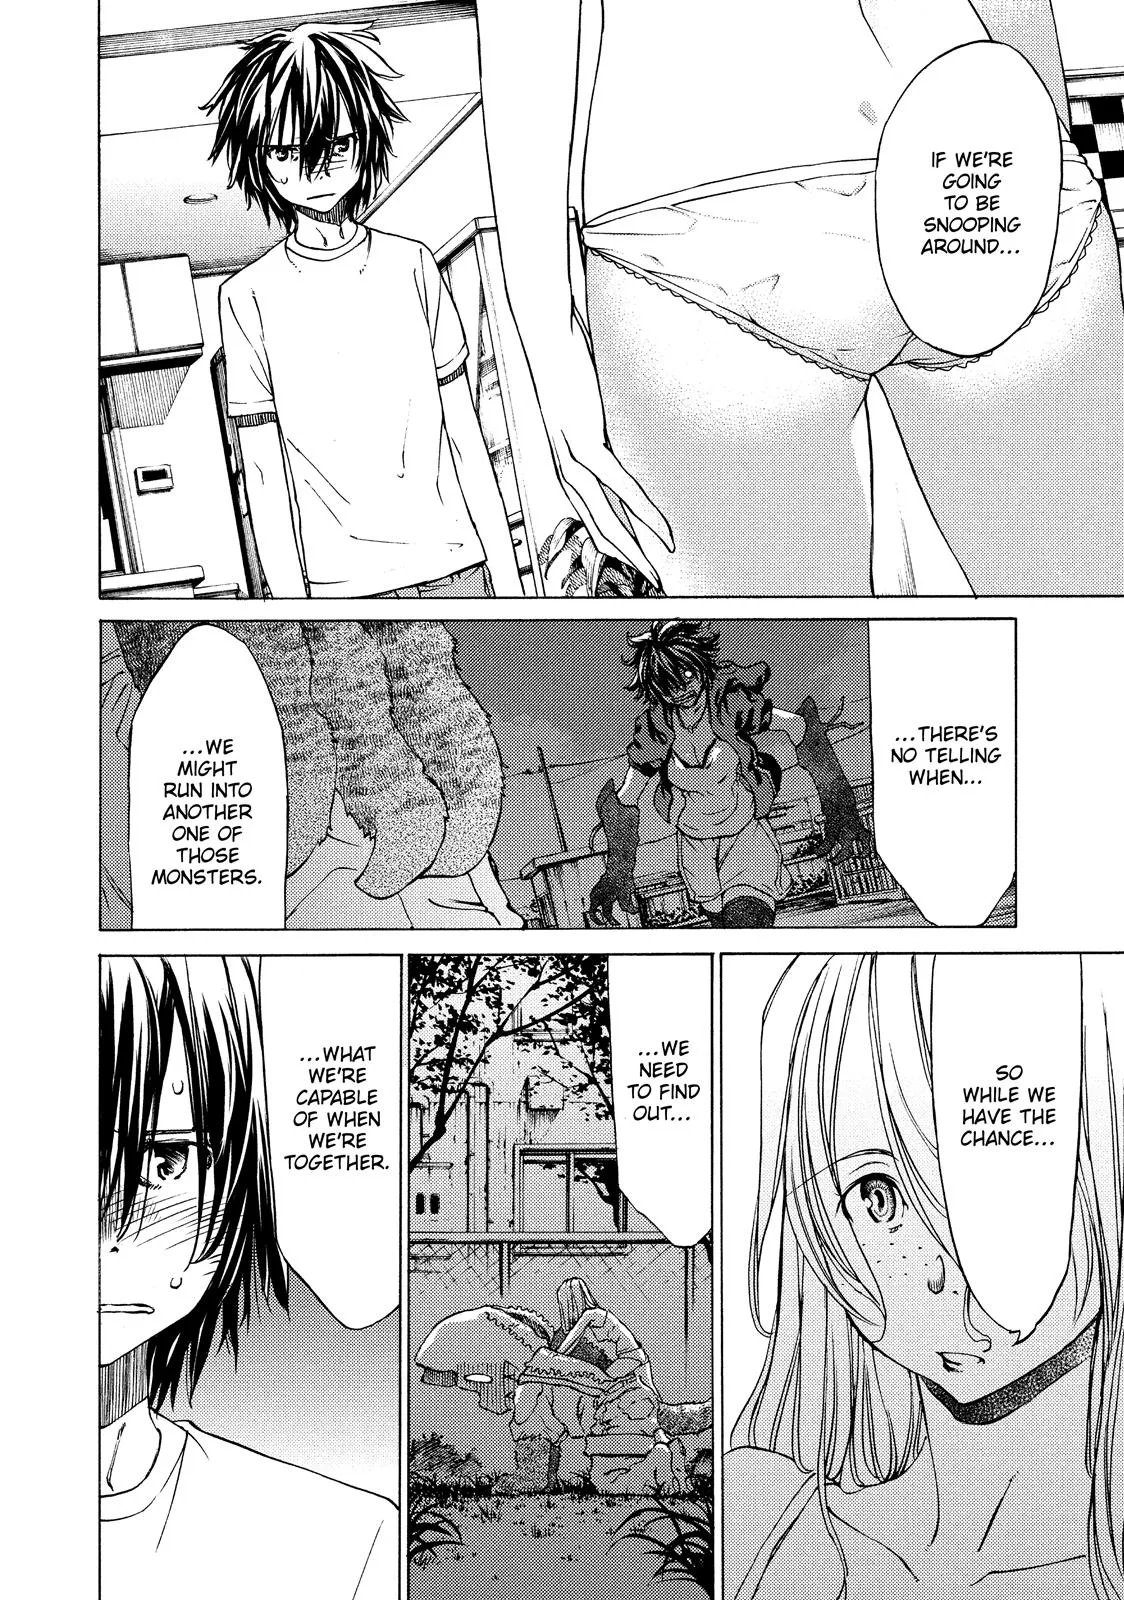 IF WE'RE
GOING
TO BE
SNOOPING
AROUND...
...THERE'S
NO TELLING
WHEN...
...WE
MIGHT
RUN INTO
ANOTHER
ONE OF
THOSE
MONSTERS.
SO
WHILE WE
HAVE THE
CHANCE...
...WE
NEED
TO FIND
OUT...
...WHAT
WE'RE
CAPABLE
OF WHEN
WE'RE
TOGETHER.